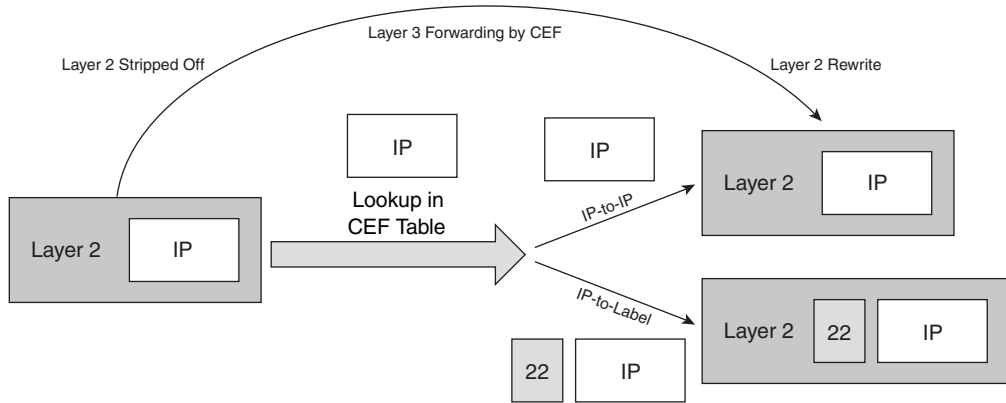 Layer 3 Forwarding by CEF
Layer 2 Stripped Off
Layer 2 Rewrite
IP
IP
Layer 2
IP
Lookup in
CEF Table
IP-to-IP
Layer 2
IP
IP-to-Label
Layer 2
22
IP
22
IP